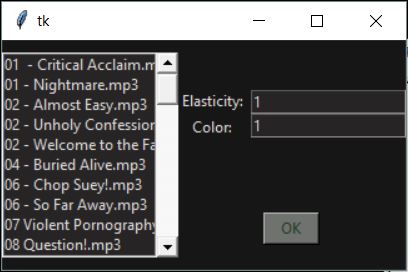 tk
01  - Critical Acclaim.m
01 - Nightmare.mp3
02 - Almost Easy.mp3
02 - Unholy Confession
02 - Welcome to the Fa
04 - Buried Alive.mp3
06 - Chop Suey!.mp3
06 - So Far Away.mp3
07 Violent Pornography
08 Question!.mp3
Elasticity: 1
Color: 1
OK